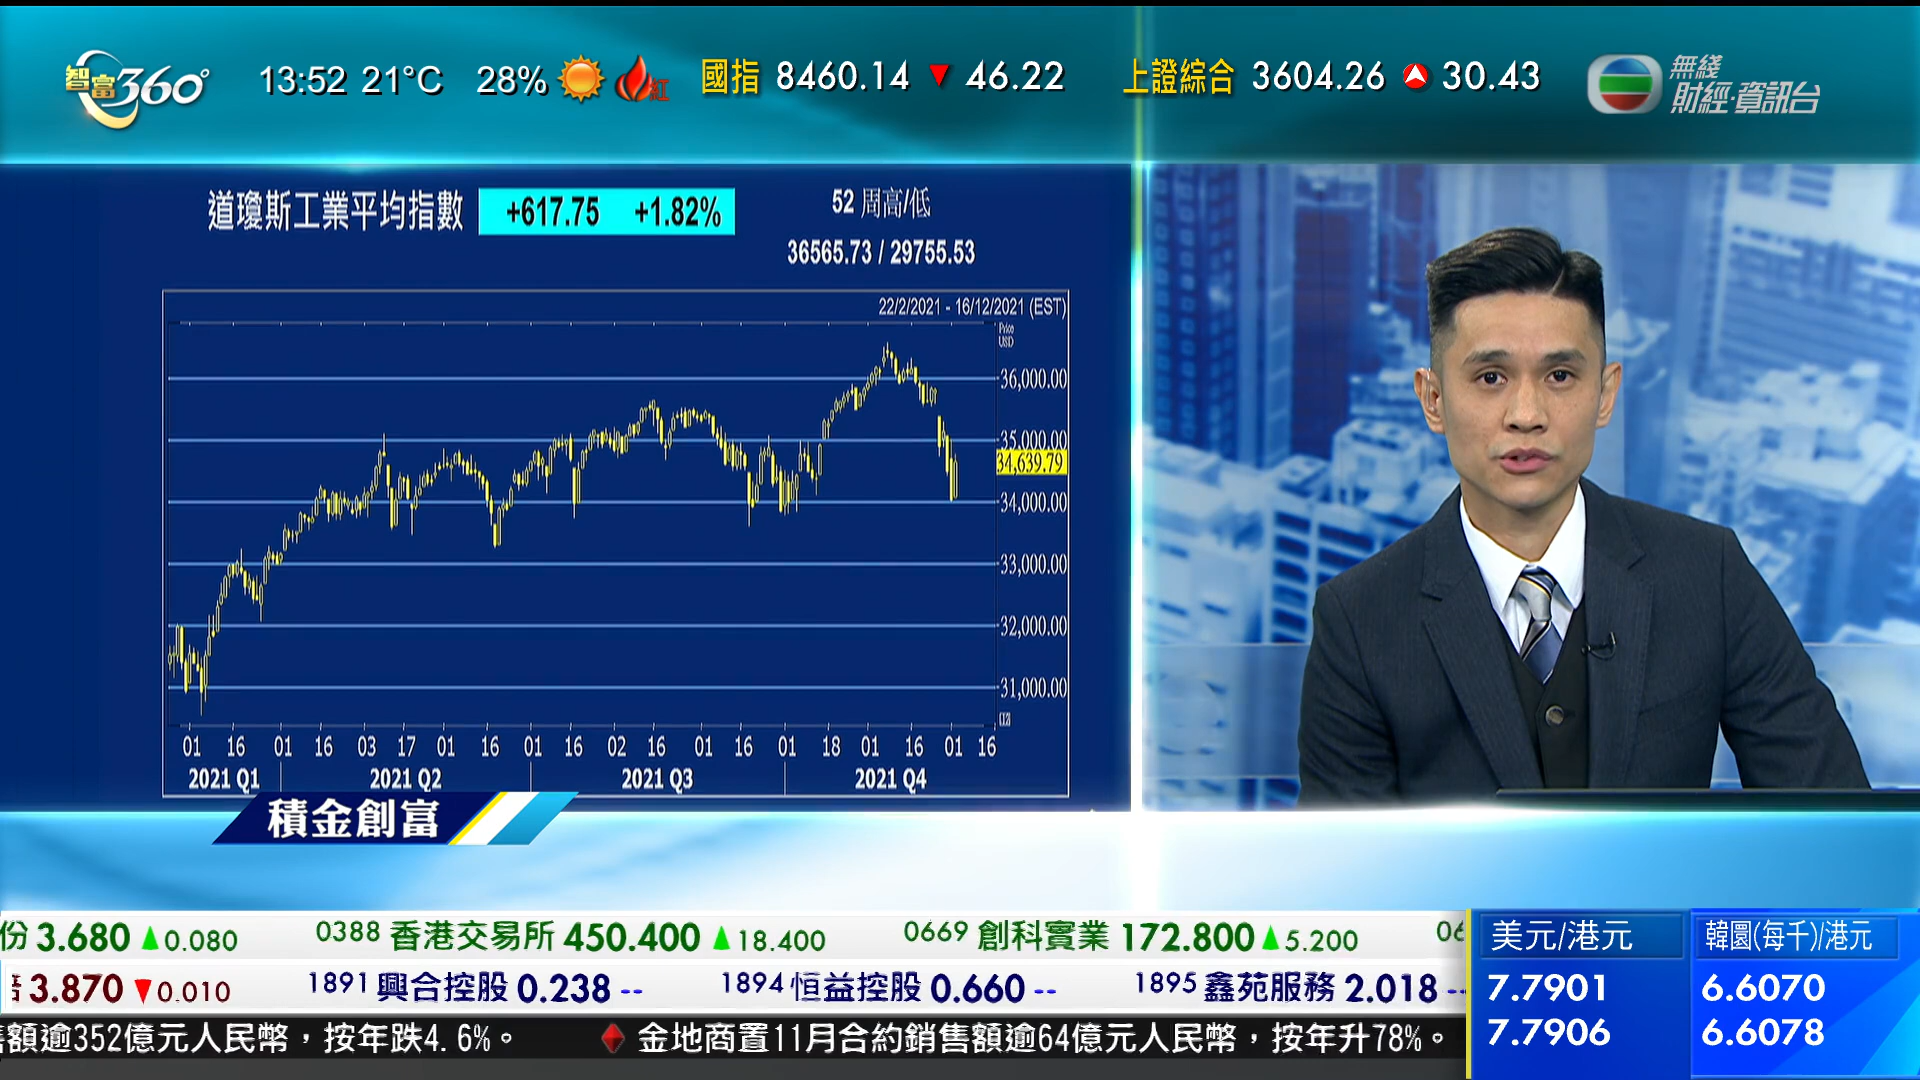 智富360°
13:52 21°C 28% 紅 國指 8460.14 ▼ 46.22 上證綜合 3604.26 ▲ 30.43
無綫
財經·資訊台
道瓊斯工業平均指數 +617.75 +1.82%
52 周高/低
36565.73 / 29755.53
22/2/2021 - 16/12/2021 (EST)
Price
USD
36,000.00
35,000.00
34,639.79
34,000.00
33,000.00
32,000.00
31,000.00
01 16 01 16 03 17 01 16 01 16 02 16 01 16 01 18 01 16 01 16
2021 Q1 2021 Q2 2021 Q3 2021 Q4
積金創富
份 3.680 ▲0.080 0388 香港交易所 450.400 ▲18.400 0669 創科實業 172.800 ▲5.200 06
3.870 ▼0.010 1891 興合控股 0.238 -- 1894 恒益控股 0.660 -- 1895 鑫苑服務 2.018 --
售額逾352億元人民幣，按年跌4.6%。 ♦ 金地商置11月合約銷售額逾64億元人民幣，按年升78%。
美元/港元
7.7901
7.7906
韓圜(每千)/港元
6.6070
6.6078